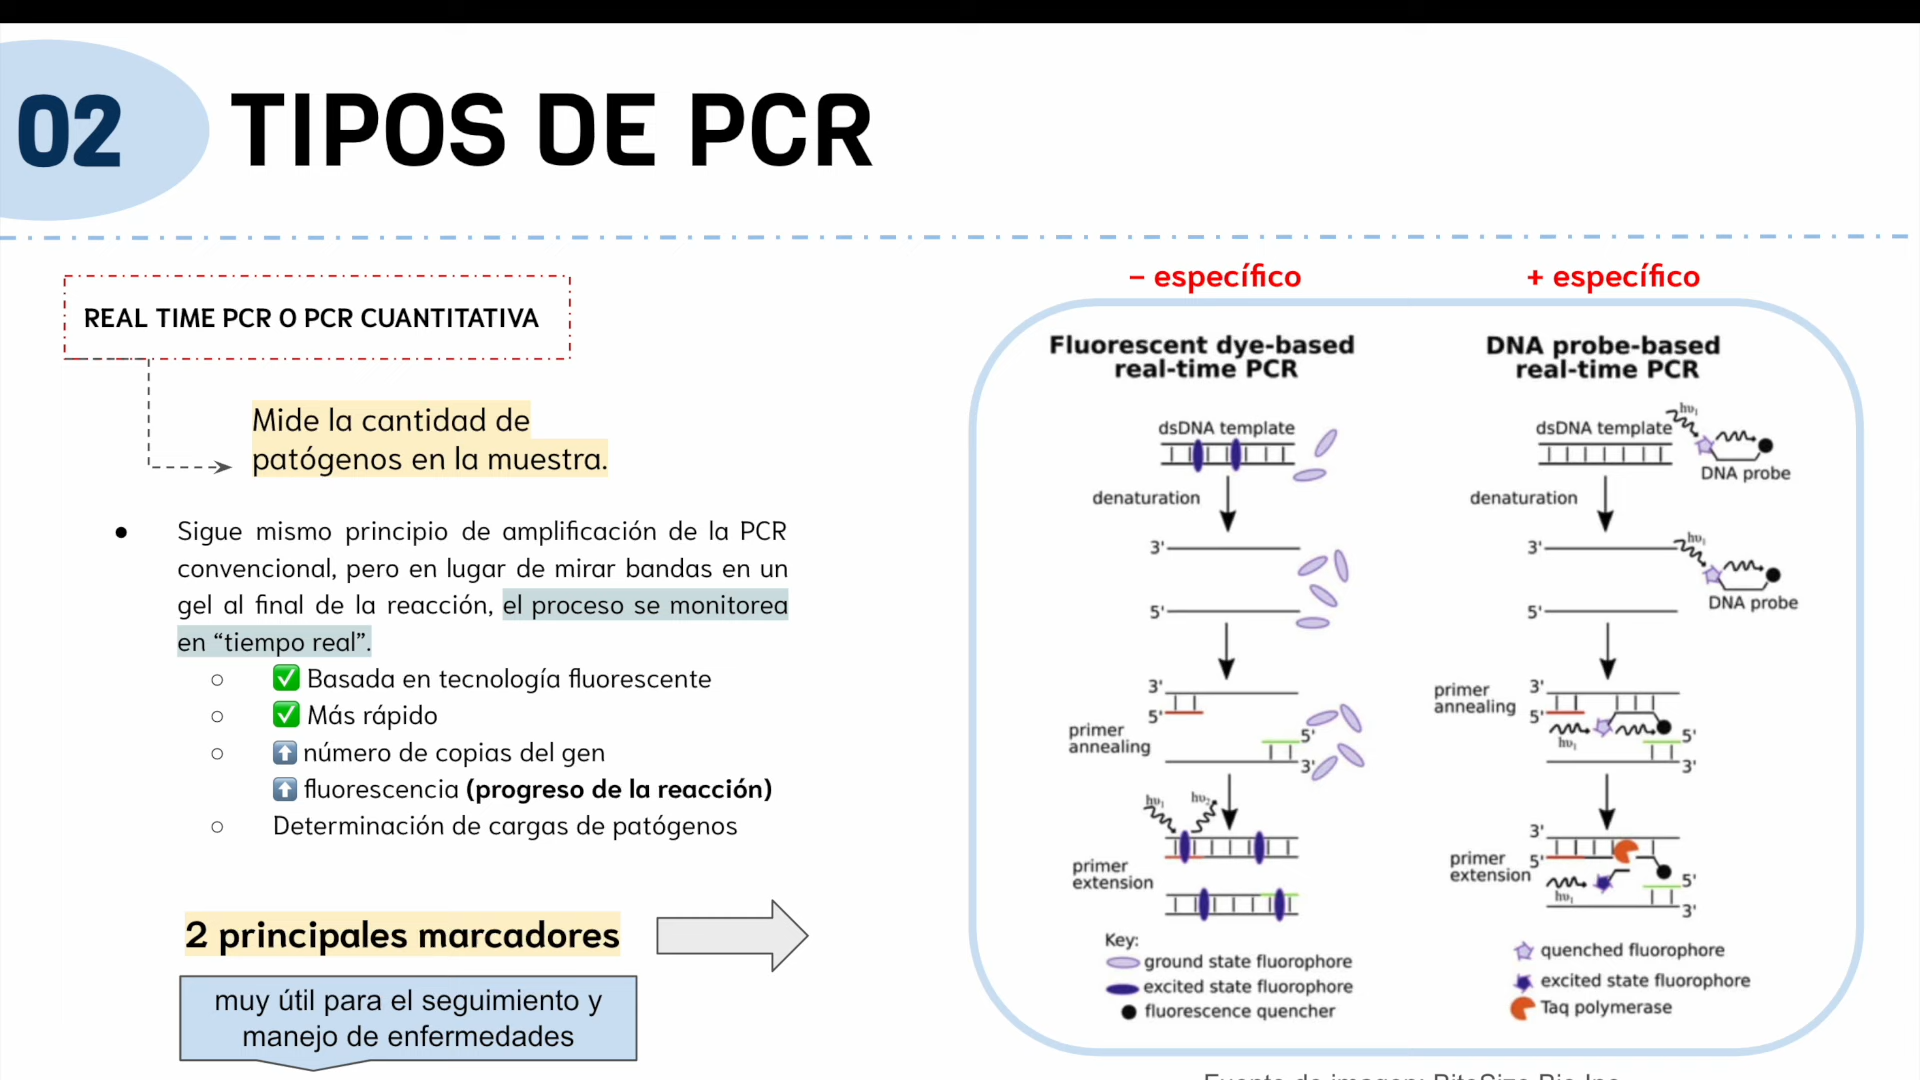 02
TIPOS DE PCR
REAL TIME PCR O PCR CUANTITATIVA
Mide la cantidad de
patógenos en la muestra.
● Sigue mismo principio de amplificación de la PCR
convencional, pero en lugar de mirar bandas en un
gel al final de la reacción, el proceso se monitorea
en “tiempo real”.
○ ✅ Basada en tecnología fluorescente
○ ✅ Más rápido
○ ⬆️ número de copias del gen
⬆️ fluorescencia (progreso de la reacción)
○ Determinación de cargas de patógenos
2 principales marcadores
muy útil para el seguimiento y
manejo de enfermedades
– específico
Fluorescent dye-based
real-time PCR
dsDNA template
denaturation
3'
5'
3'
5'
primer
annealing
5'
3'
hυ₁
hυ₂
primer
extension
Key:
ground state fluorophore
excited state fluorophore
fluorescence quencher
+ específico
DNA probe-based
real-time PCR
hυ₁
dsDNA template
DNA probe
denaturation
hυ₁
3'
DNA probe
5'
primer
annealing
3'
5'
hυ₁
5'
3'
3'
primer
extension
5'
hυ₁
5'
3'
quenched fluorophore
excited state fluorophore
Taq polymerase